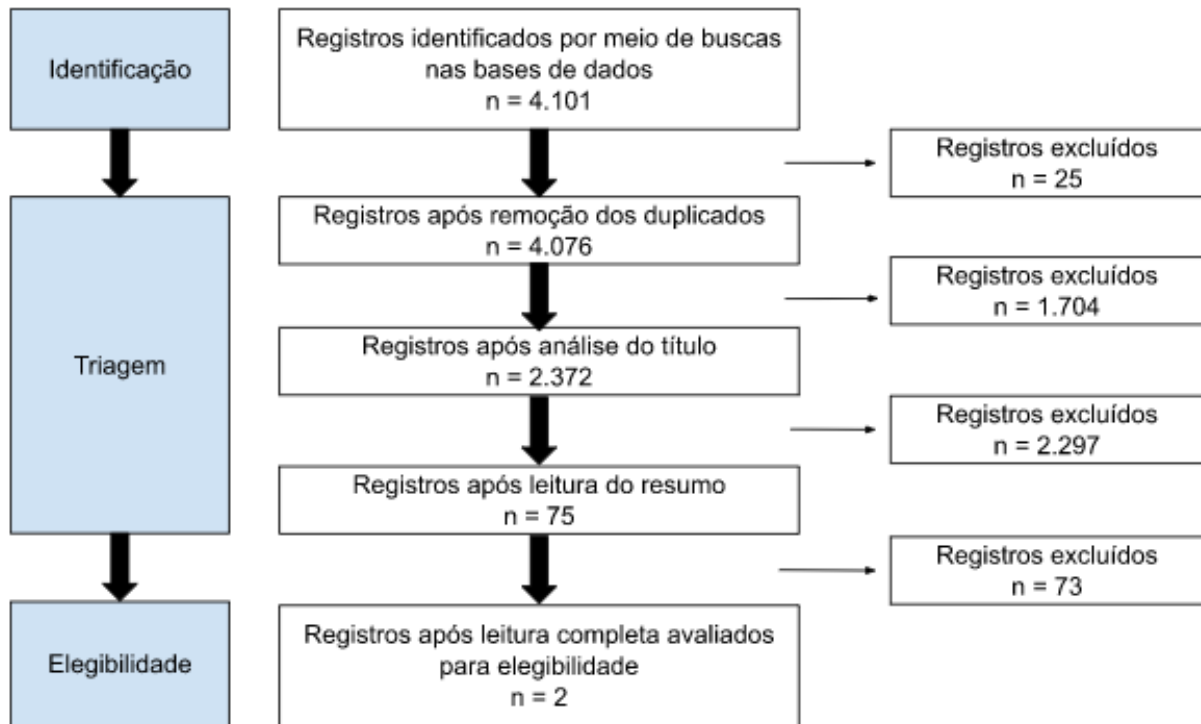 Identificação
Registros identificados por meio de buscas
nas bases de dados
n = 4.101
Registros excluídos
n = 25
Triagem
Registros após remoção dos duplicados
n = 4.076
Registros excluídos
n = 1.704
Registros após análise do título
n = 2.372
Registros excluídos
n = 2.297
Registros após leitura do resumo
n = 75
Registros excluídos
n = 73
Elegibilidade
Registros após leitura completa avaliados
para elegibilidade
n = 2